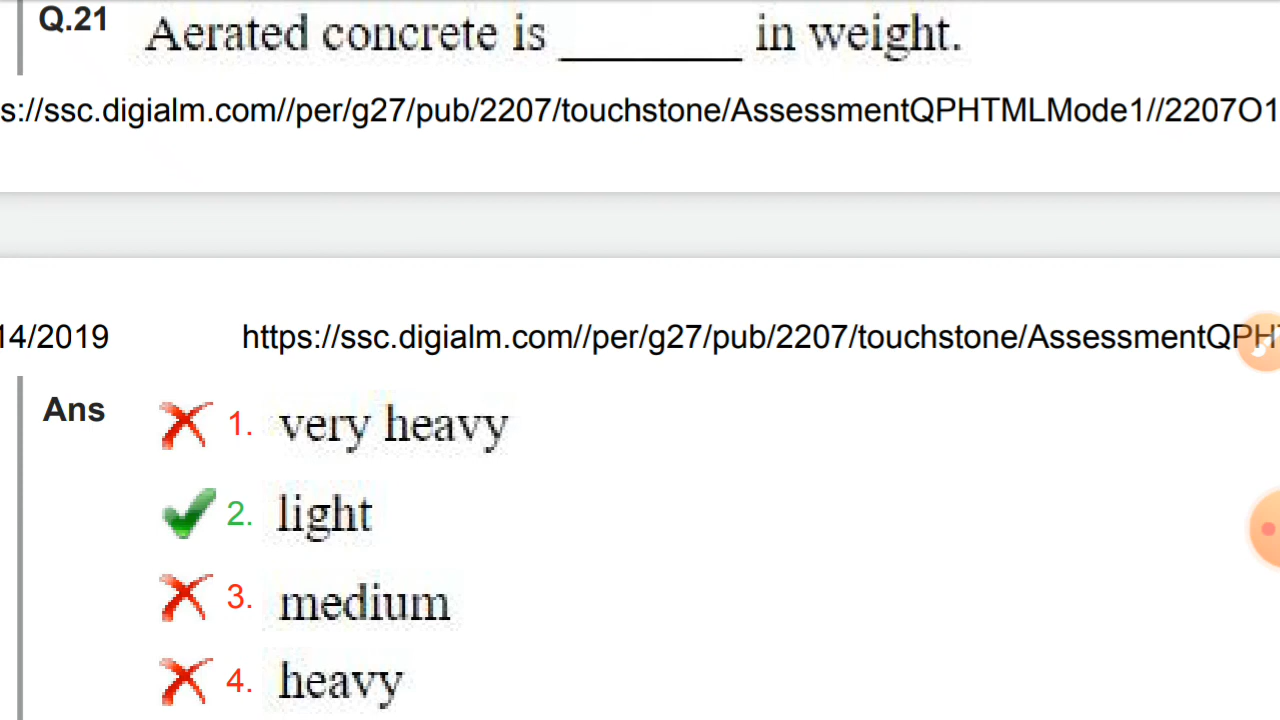 Q.21 Aerated concrete is ________ in weight.
s://ssc.digialm.com//per/g27/pub/2207/touchstone/AssessmentQPHTMLMode1//2207O1
14/2019 https://ssc.digialm.com//per/g27/pub/2207/touchstone/AssessmentQPH
Ans 1. very heavy
2. light
3. medium
4. heavy